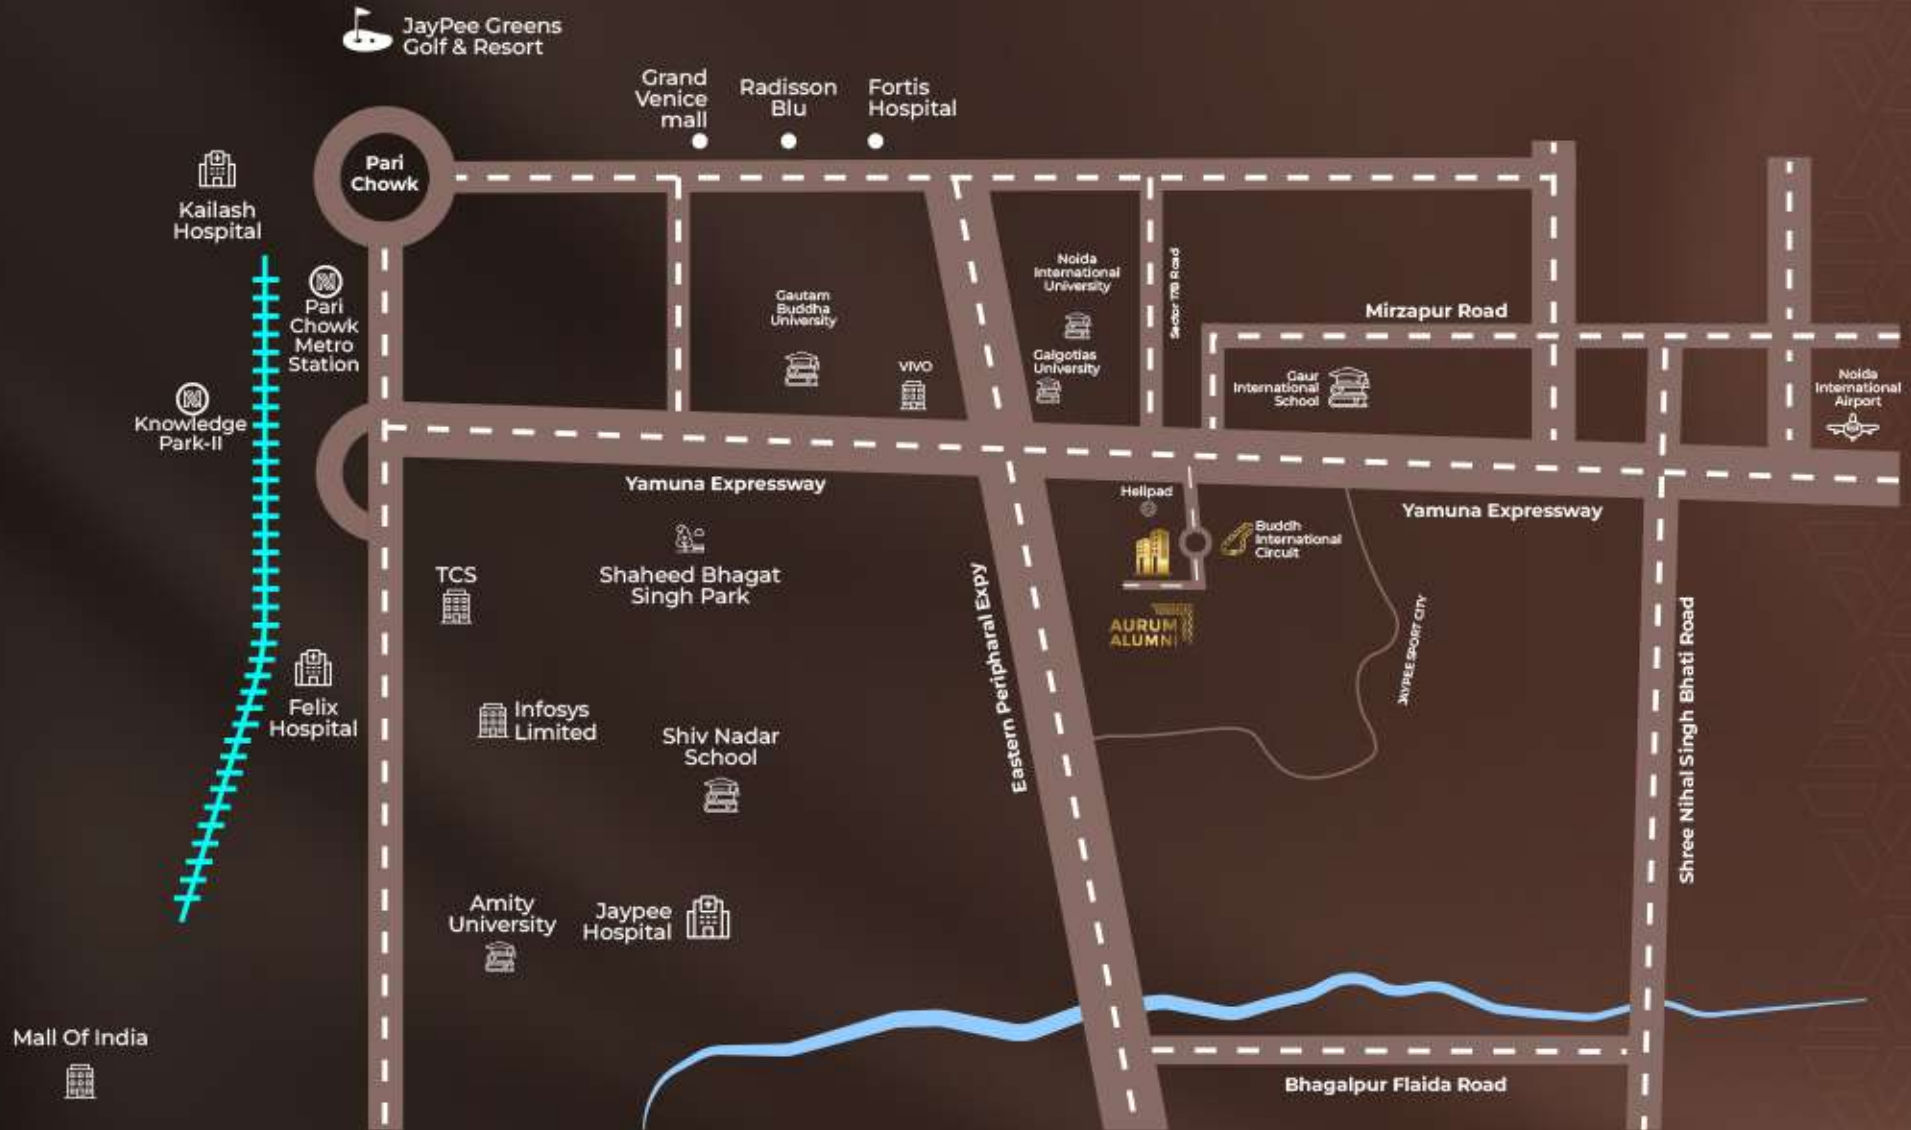 JayPee Greens
Golf & Resort
Grand
Venice
mall
Radisson
Blu
Fortis
Hospital
Pari
Chowk
Kailash
Hospital
Pari
Chowk
Metro
Station
Knowledge
Park-II
Gautam
Buddha
University
VIVO
Noida
International
University
Galgotias
University
Sector 17B Road
Mirzapur Road
Gaur
International
School
Noida
International
Airport
Yamuna Expressway
Yamuna Expressway
Helipad
Buddh
International
Circuit
AURUM
ALUMNI
TCS
Shaheed Bhagat
Singh Park
Eastern Peripharal Expy
JAYPEE SPORT CITY
Shree Nihal Singh Bhati Road
Felix
Hospital
Infosys
Limited
Shiv Nadar
School
Amity
University
Jaypee
Hospital
Mall Of India
Bhagalpur Flaida Road